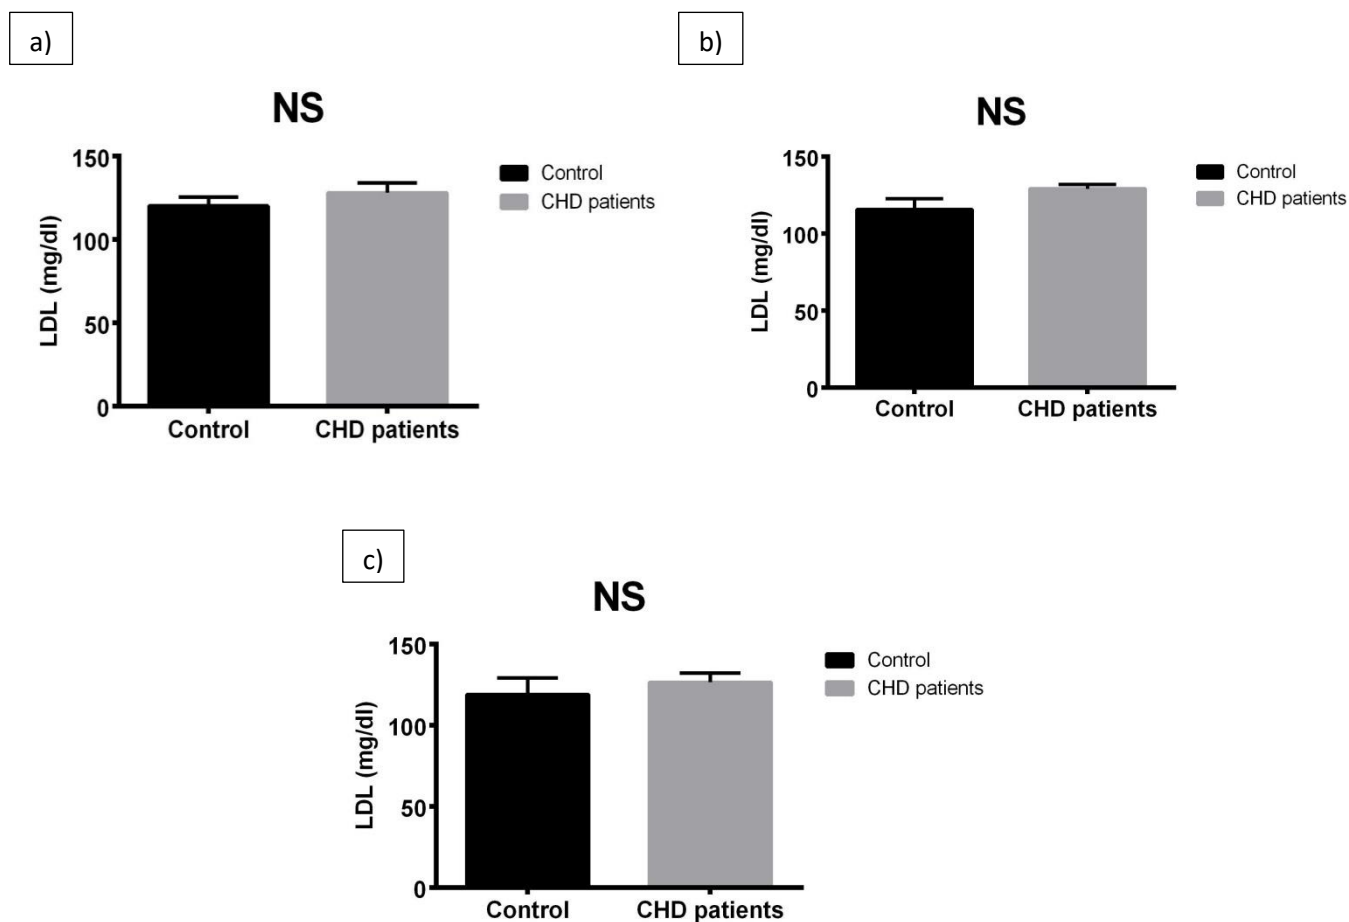 a)
NS
150
100
50
0
LDL (mg/dl)
Control
CHD patients
Control
CHD patients
b)
NS
150
100
50
0
LDL (mg/dl)
Control
CHD patients
Control
CHD patients
c)
NS
150
100
50
0
LDL (mg/dl)
Control
CHD patients
Control
CHD patients